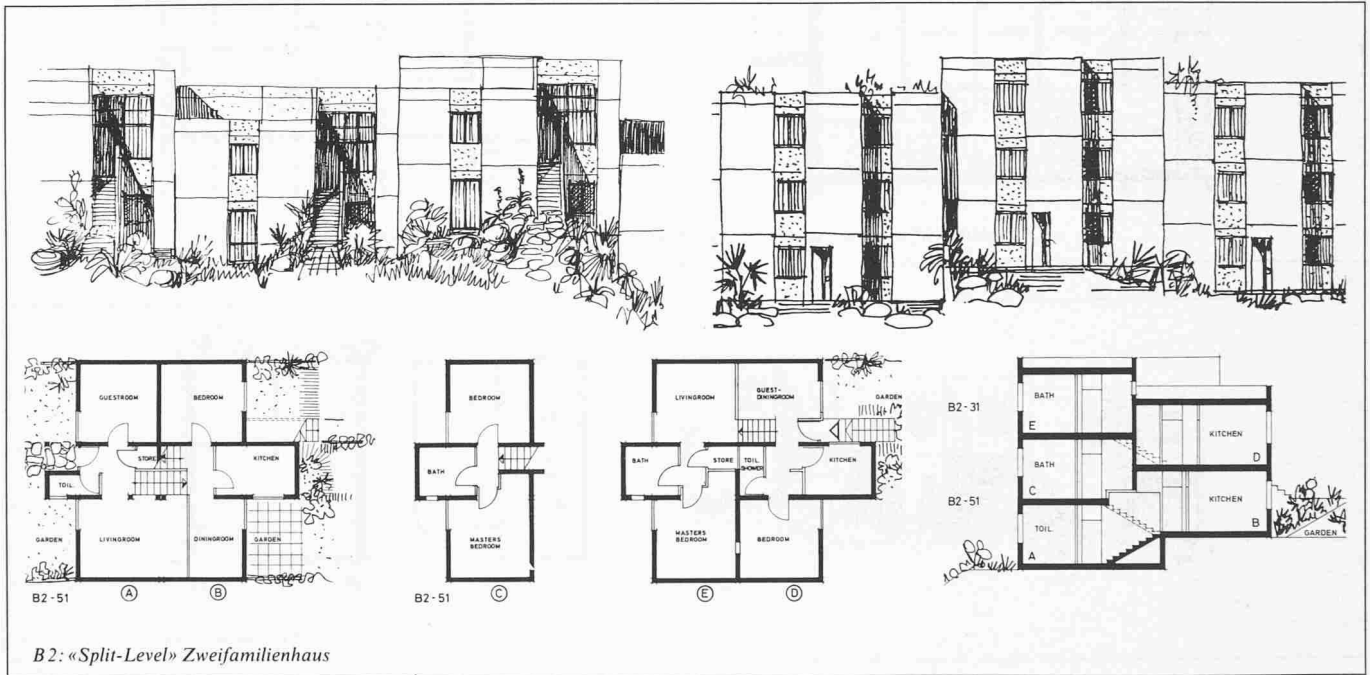 GUESTROOM
BEDROOM
STORE
KITCHEN
TOIL.
GARDEN
LIVINGROOM
DININGROOM
GARDEN
B2-51
A
B
BEDROOM
BATH
MASTERS
BEDROOM
B2-51
C
LIVINGROOM
GUEST-
DININGROOM
GARDEN
BATH
STORE
TOIL.
SHOWER
KITCHEN
MASTERS
BEDROOM
BEDROOM
E
D
B2-31
B2-51
BATH
E
KITCHEN
D
BATH
C
KITCHEN
B
TOIL.
A
GARDEN
B2: «Split-Level» Zweifamilienhaus